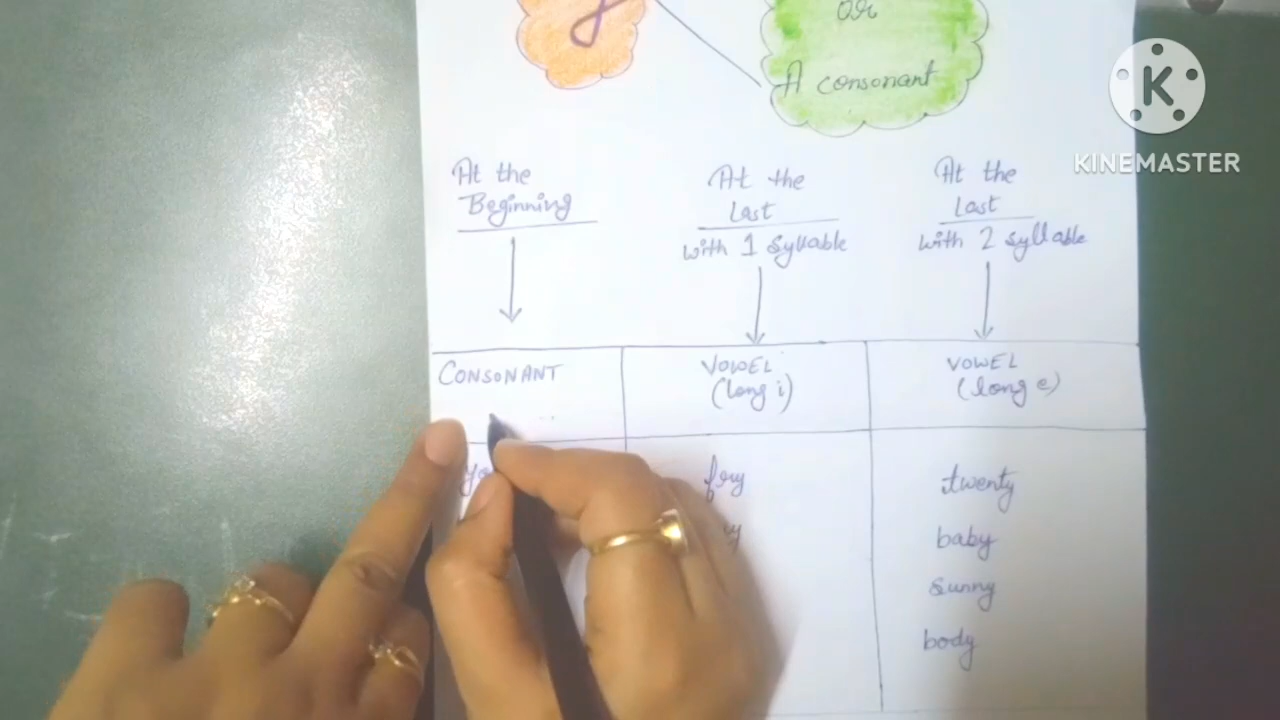 y
or
A consonant
At the
Beginning
At the
Last
with 1 syllable
At the
Last
with 2 syllable
CONSONANT
VOWEL
(long i)
VOWEL
(long e)
fry
twenty
baby
sunny
body
K
KINEMASTER